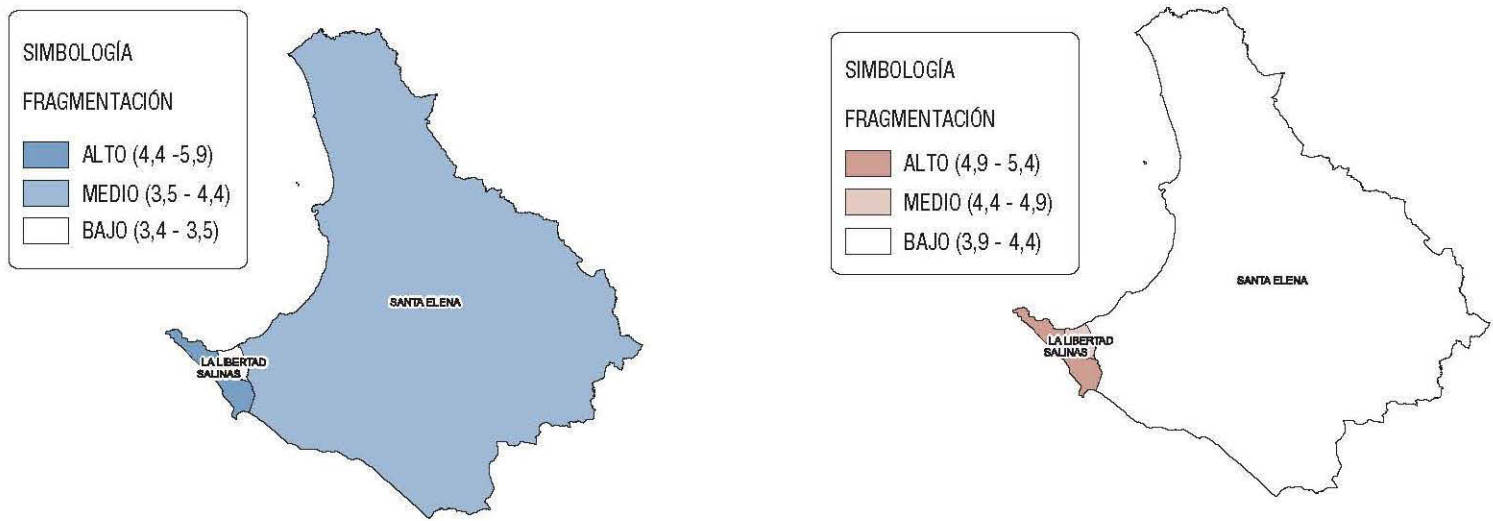 SIMBOLOGÍA
FRAGMENTACIÓN
ALTO (4,4 -5,9)
MEDIO (3,5 - 4,4)
BAJO (3,4 - 3,5)
SANTA ELENA
LA LIBERTAD
SALINAS
SIMBOLOGÍA
FRAGMENTACIÓN
ALTO (4,9 - 5,4)
MEDIO (4,4 - 4,9)
BAJO (3,9 - 4,4)
SANTA ELENA
LA LIBERTAD
SALINAS